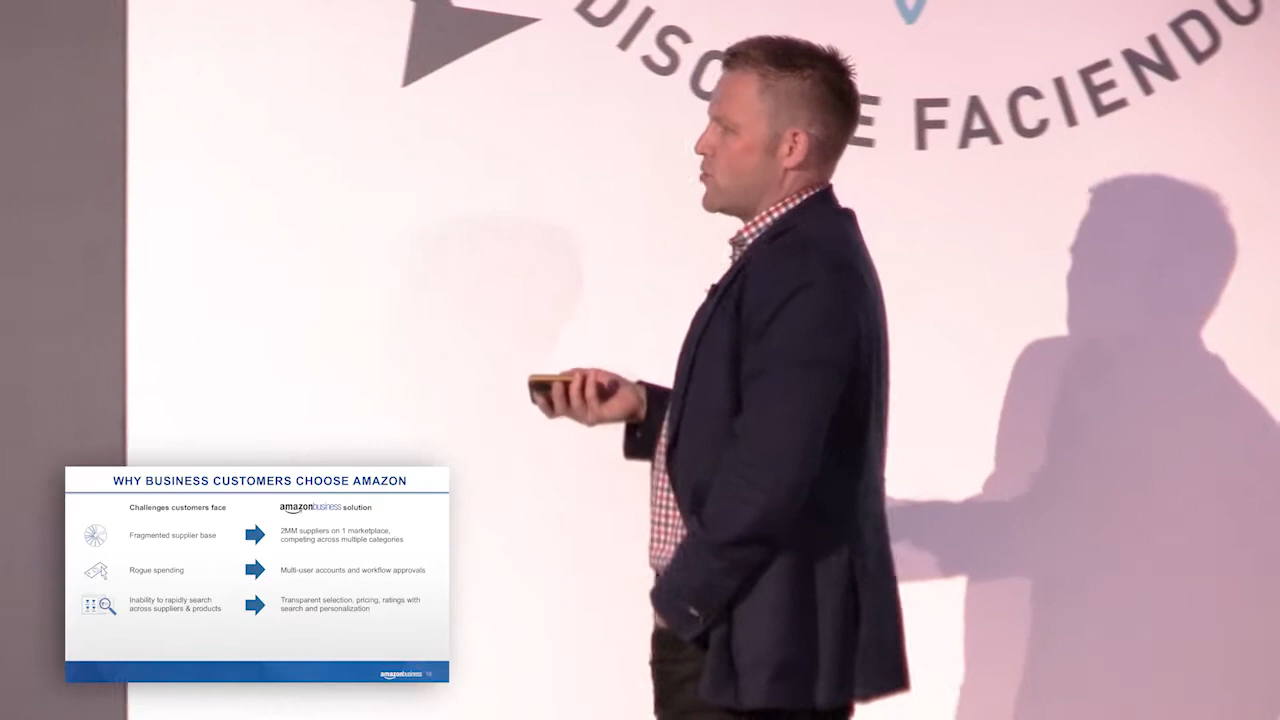 DISC E FACIENDO
WHY BUSINESS CUSTOMERS CHOOSE AMAZON
Challenges customers face
amazonbusiness solution
Fragmented supplier base
2MM suppliers on 1 marketplace,
competing across multiple categories
Rogue spending
Multi-user accounts and workflow approvals
Inability to rapidly search
across suppliers & products
Transparent selection, pricing, ratings with
search and personalization
amazonbusiness